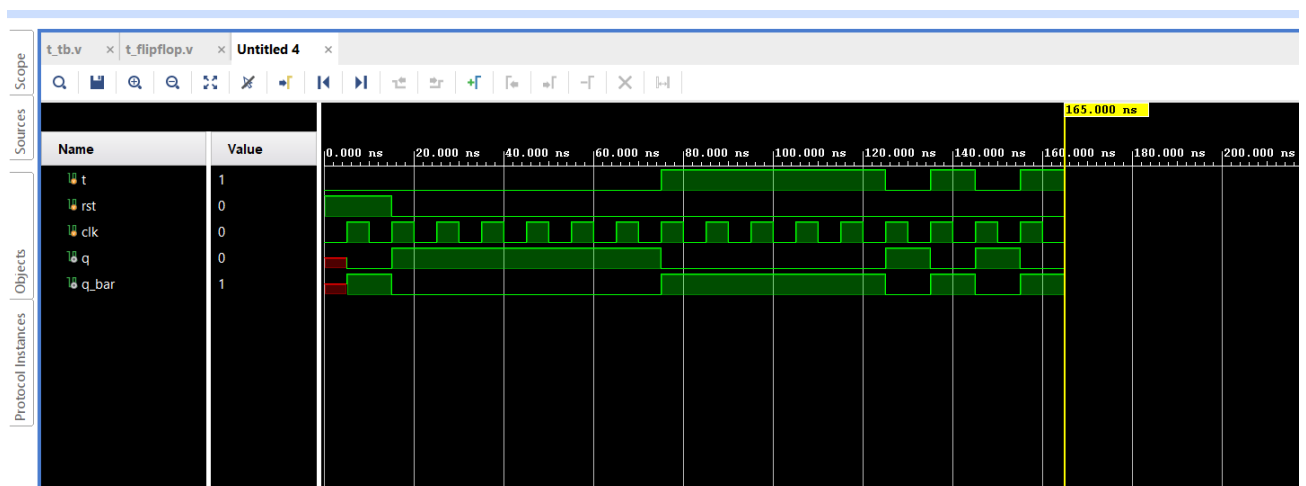 Scope
Sources
Objects
Protocol Instances
t_tb.v × t_flipflop.v × Untitled 4 ×
165.000 ns
Name Value
0.000 ns 20.000 ns 40.000 ns 60.000 ns 80.000 ns 100.000 ns 120.000 ns 140.000 ns 160.000 ns 180.000 ns 200.000 ns
t 1
rst 0
clk 0
q 0
q_bar 1